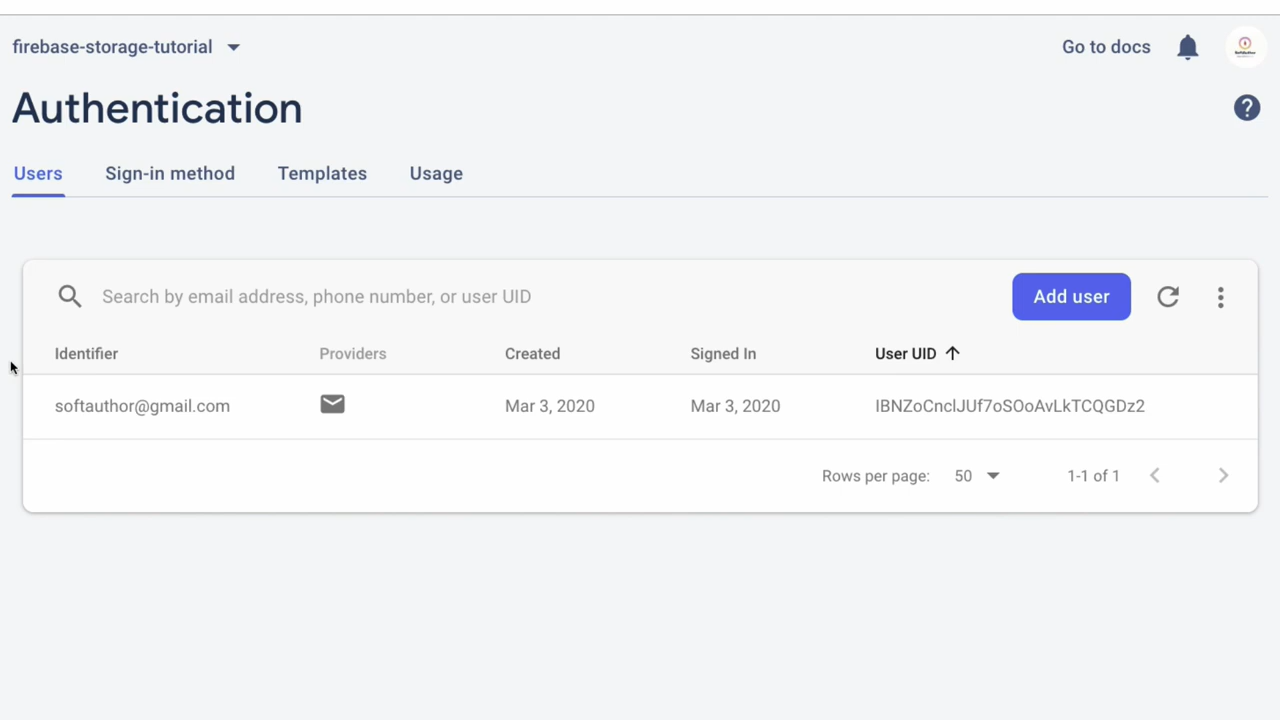 firebase-storage-tutorial
Go to docs
Authentication
Users Sign-in method Templates Usage
Search by email address, phone number, or user UID
Add user
Identifier Providers Created Signed In User UID
softauthor@gmail.com Mar 3, 2020 Mar 3, 2020 IBNZoCnclJUf7oSOoAvLkTCQGDz2
Rows per page: 50 1-1 of 1